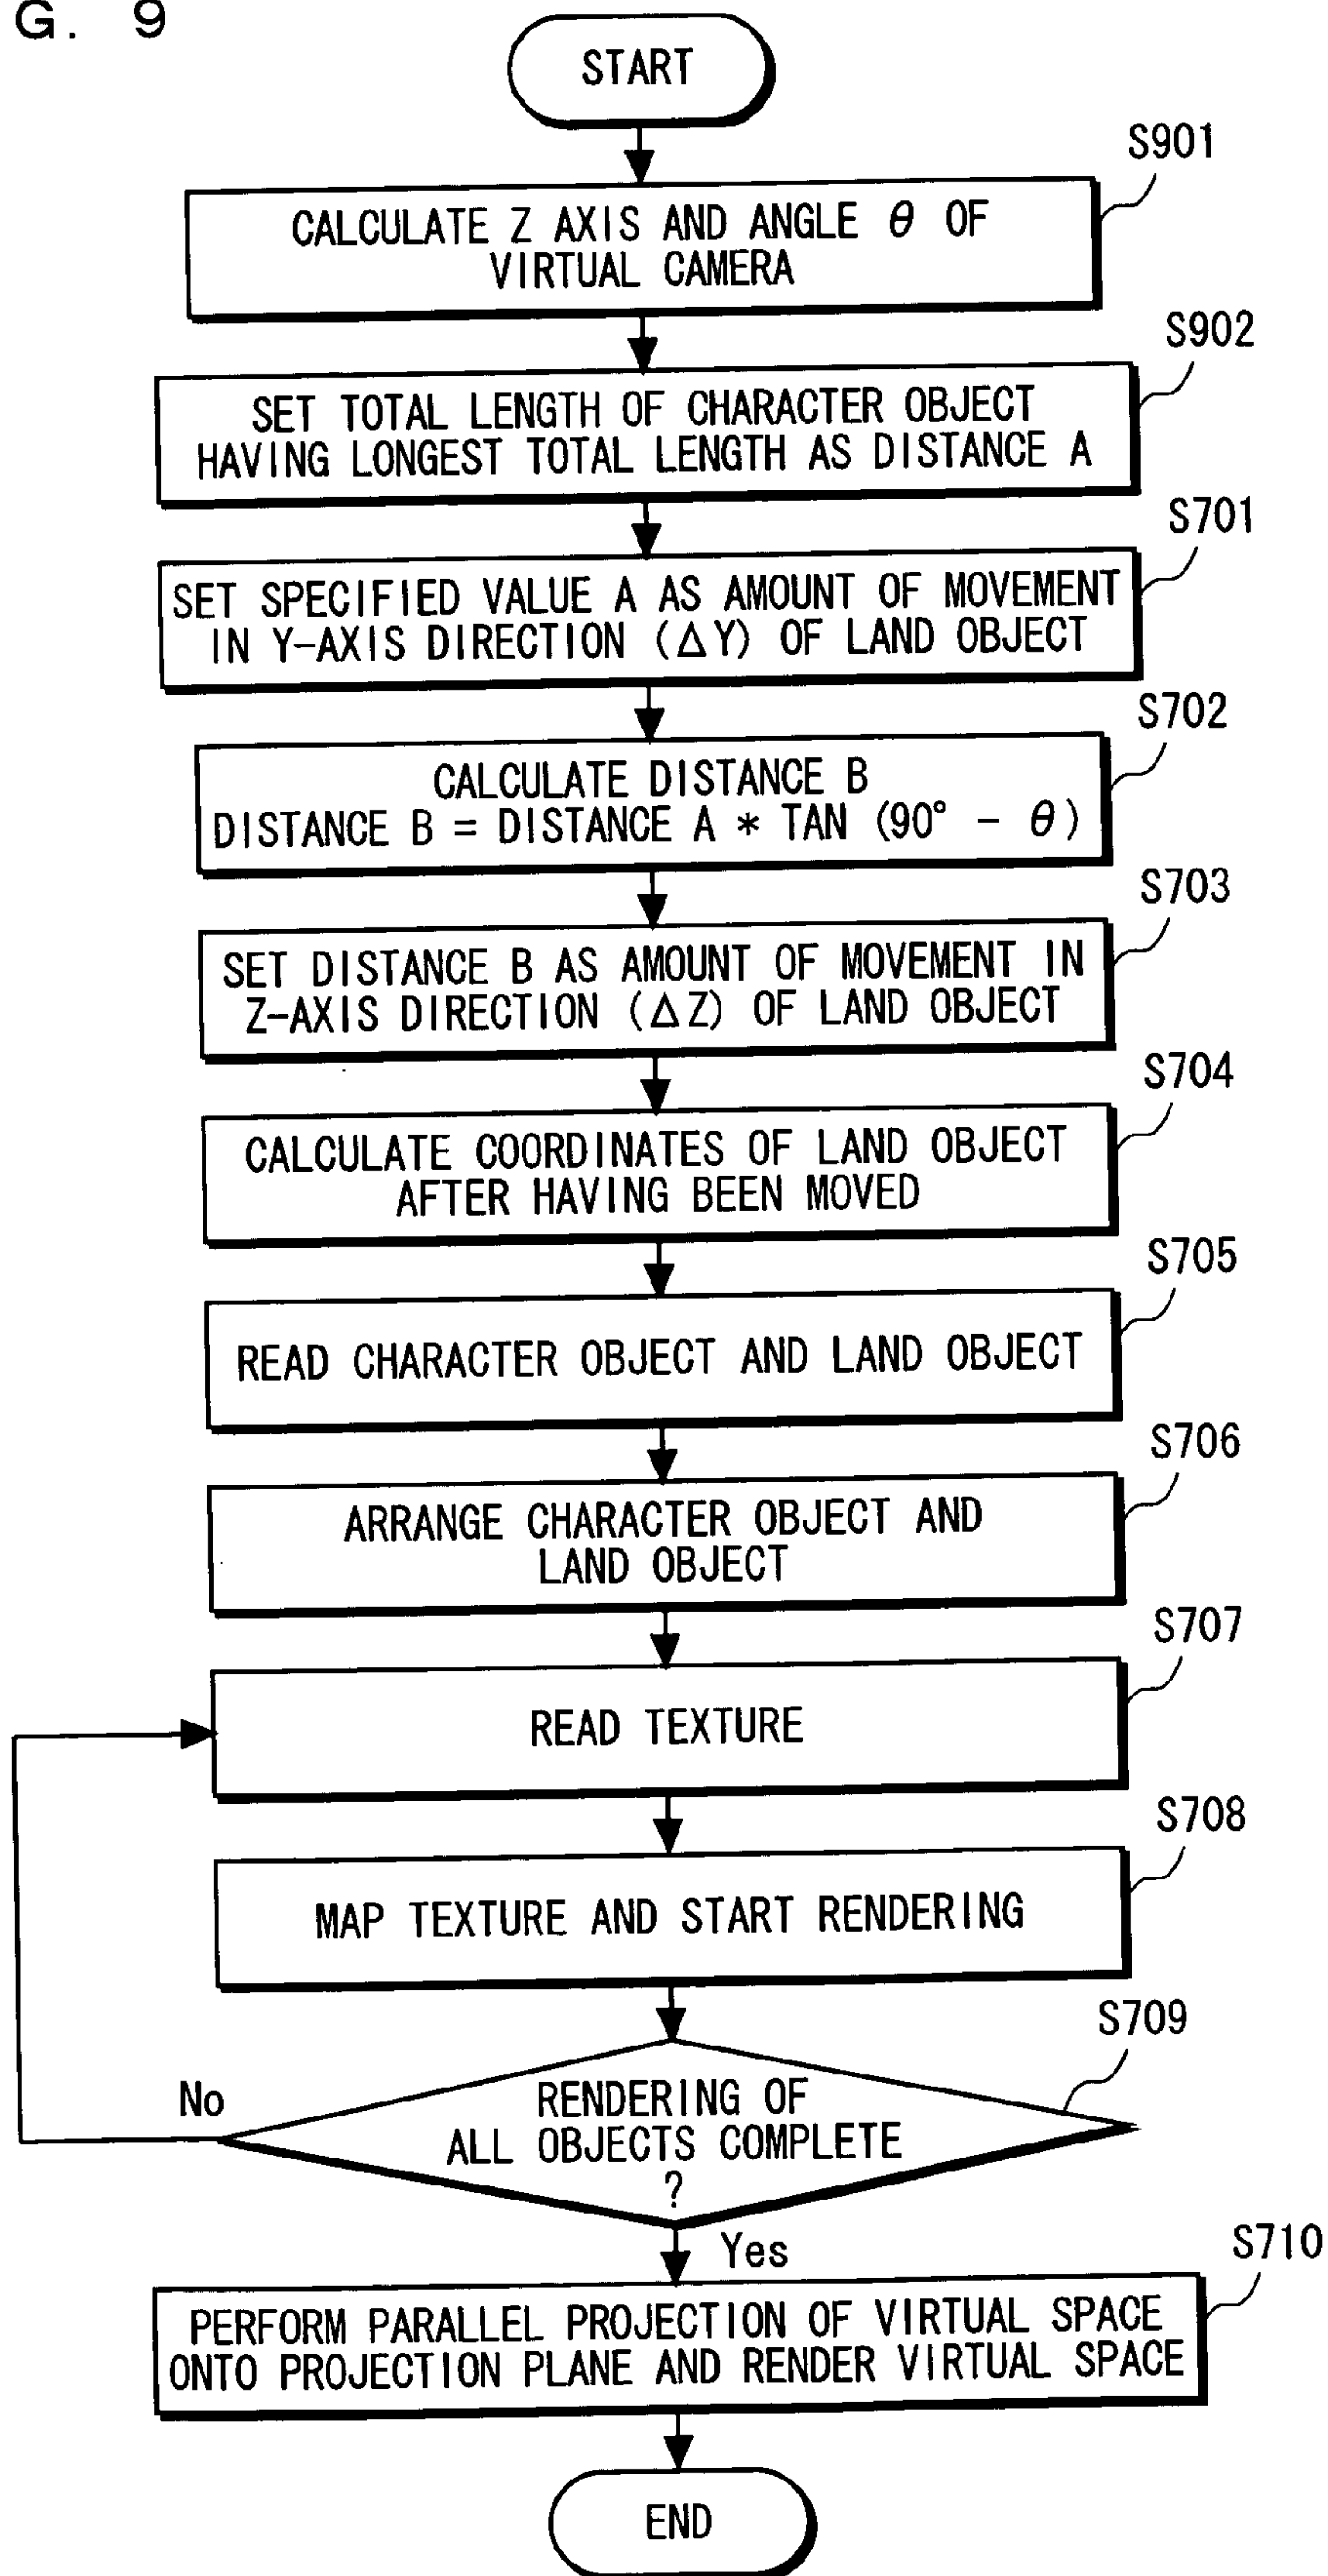 G. 9
START
S901
CALCULATE Z AXIS AND ANGLE θ OF
VIRTUAL CAMERA
S902
SET TOTAL LENGTH OF CHARACTER OBJECT
HAVING LONGEST TOTAL LENGTH AS DISTANCE A
S701
SET SPECIFIED VALUE A AS AMOUNT OF MOVEMENT
IN Y-AXIS DIRECTION (ΔY) OF LAND OBJECT
S702
CALCULATE DISTANCE B
DISTANCE B = DISTANCE A * TAN (90° - θ)
S703
SET DISTANCE B AS AMOUNT OF MOVEMENT IN
Z-AXIS DIRECTION (ΔZ) OF LAND OBJECT
S704
CALCULATE COORDINATES OF LAND OBJECT
AFTER HAVING BEEN MOVED
S705
READ CHARACTER OBJECT AND LAND OBJECT
S706
ARRANGE CHARACTER OBJECT AND
LAND OBJECT
S707
READ TEXTURE
S708
MAP TEXTURE AND START RENDERING
S709
No
RENDERING OF
ALL OBJECTS COMPLETE
?
Yes
S710
PERFORM PARALLEL PROJECTION OF VIRTUAL SPACE
ONTO PROJECTION PLANE AND RENDER VIRTUAL SPACE
END